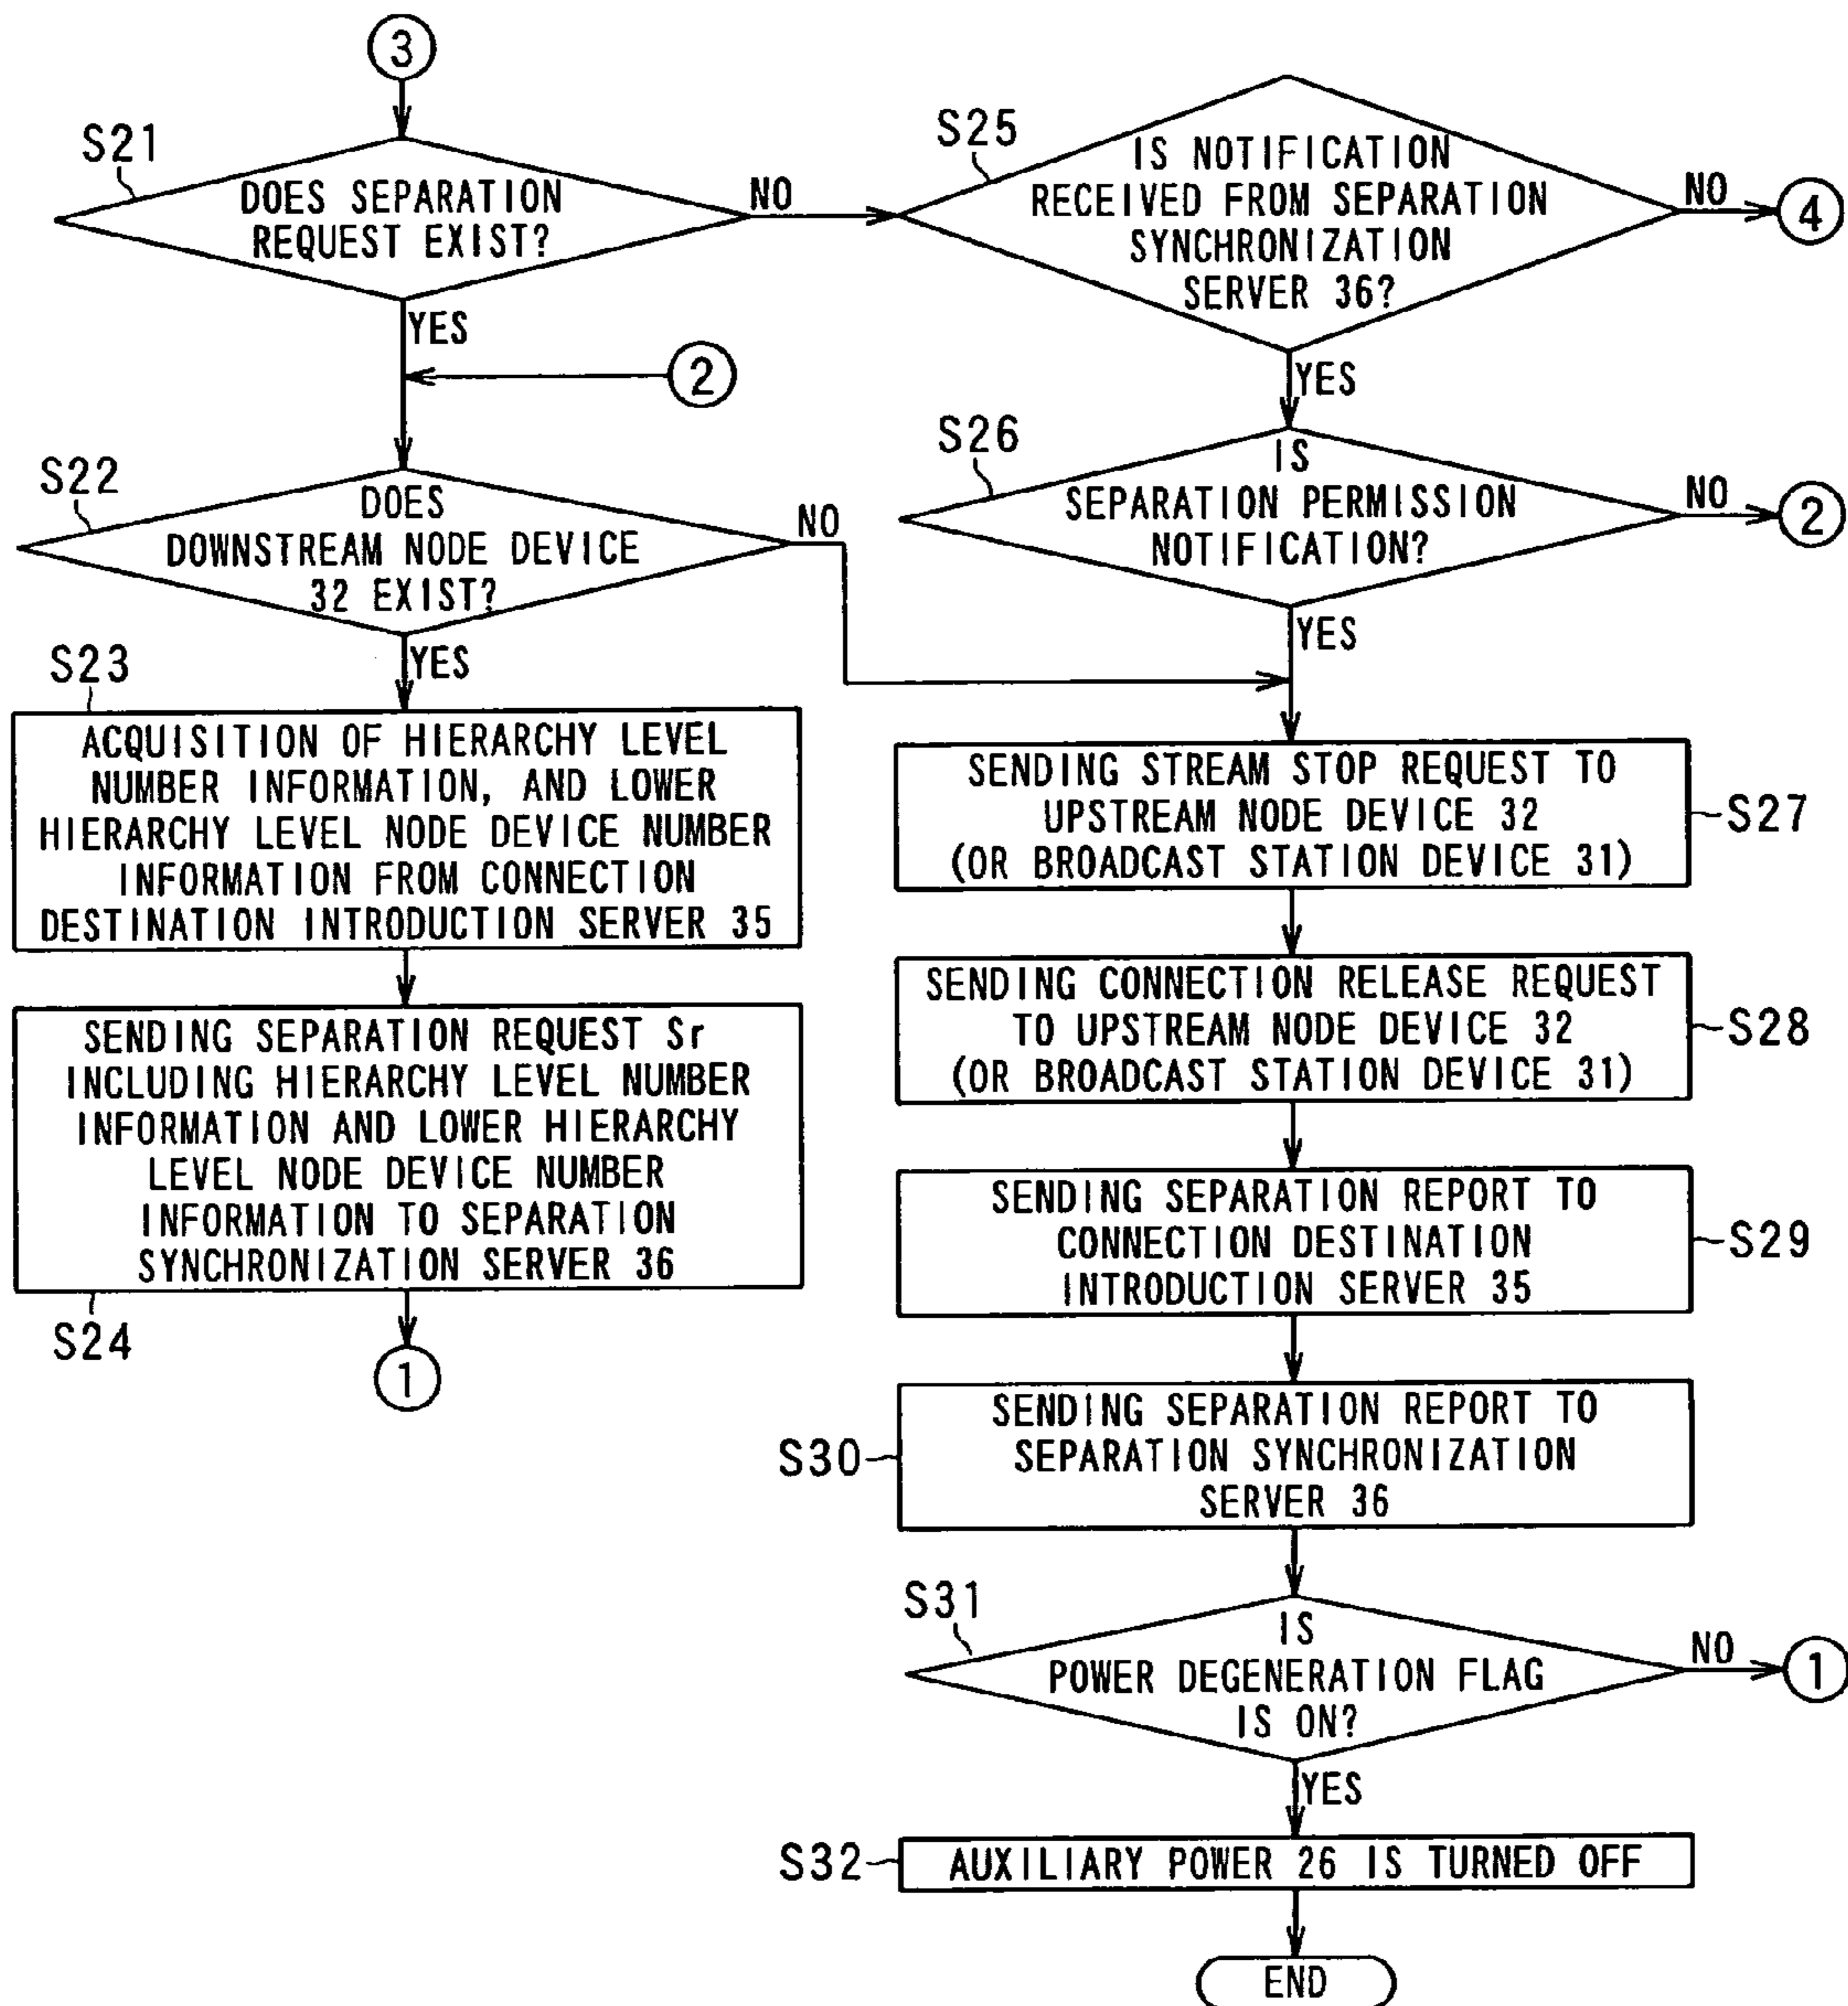 3
S21
DOES SEPARATION
REQUEST EXIST?
NO
YES
2
S22
DOES
DOWNSTREAM NODE DEVICE
32 EXIST?
NO
YES
S23
ACQUISITION OF HIERARCHY LEVEL
NUMBER INFORMATION, AND LOWER
HIERARCHY LEVEL NODE DEVICE NUMBER
INFORMATION FROM CONNECTION
DESTINATION INTRODUCTION SERVER 35
SENDING SEPARATION REQUEST Sr
INCLUDING HIERARCHY LEVEL NUMBER
INFORMATION AND LOWER HIERARCHY
LEVEL NODE DEVICE NUMBER
INFORMATION TO SEPARATION
SYNCHRONIZATION SERVER 36
S24
1
S25
IS NOTIFICATION
RECEIVED FROM SEPARATION
SYNCHRONIZATION
SERVER 36?
NO
4
YES
S26
IS
SEPARATION PERMISSION
NOTIFICATION?
NO
2
YES
SENDING STREAM STOP REQUEST TO
UPSTREAM NODE DEVICE 32
(OR BROADCAST STATION DEVICE 31)
S27
SENDING CONNECTION RELEASE REQUEST
TO UPSTREAM NODE DEVICE 32
(OR BROADCAST STATION DEVICE 31)
S28
SENDING SEPARATION REPORT TO
CONNECTION DESTINATION
INTRODUCTION SERVER 35
S29
SENDING SEPARATION REPORT TO
SEPARATION SYNCHRONIZATION
SERVER 36
S30
S31
IS
POWER DEGENERATION FLAG
IS ON?
NO
1
YES
S32
AUXILIARY POWER 26 IS TURNED OFF
END